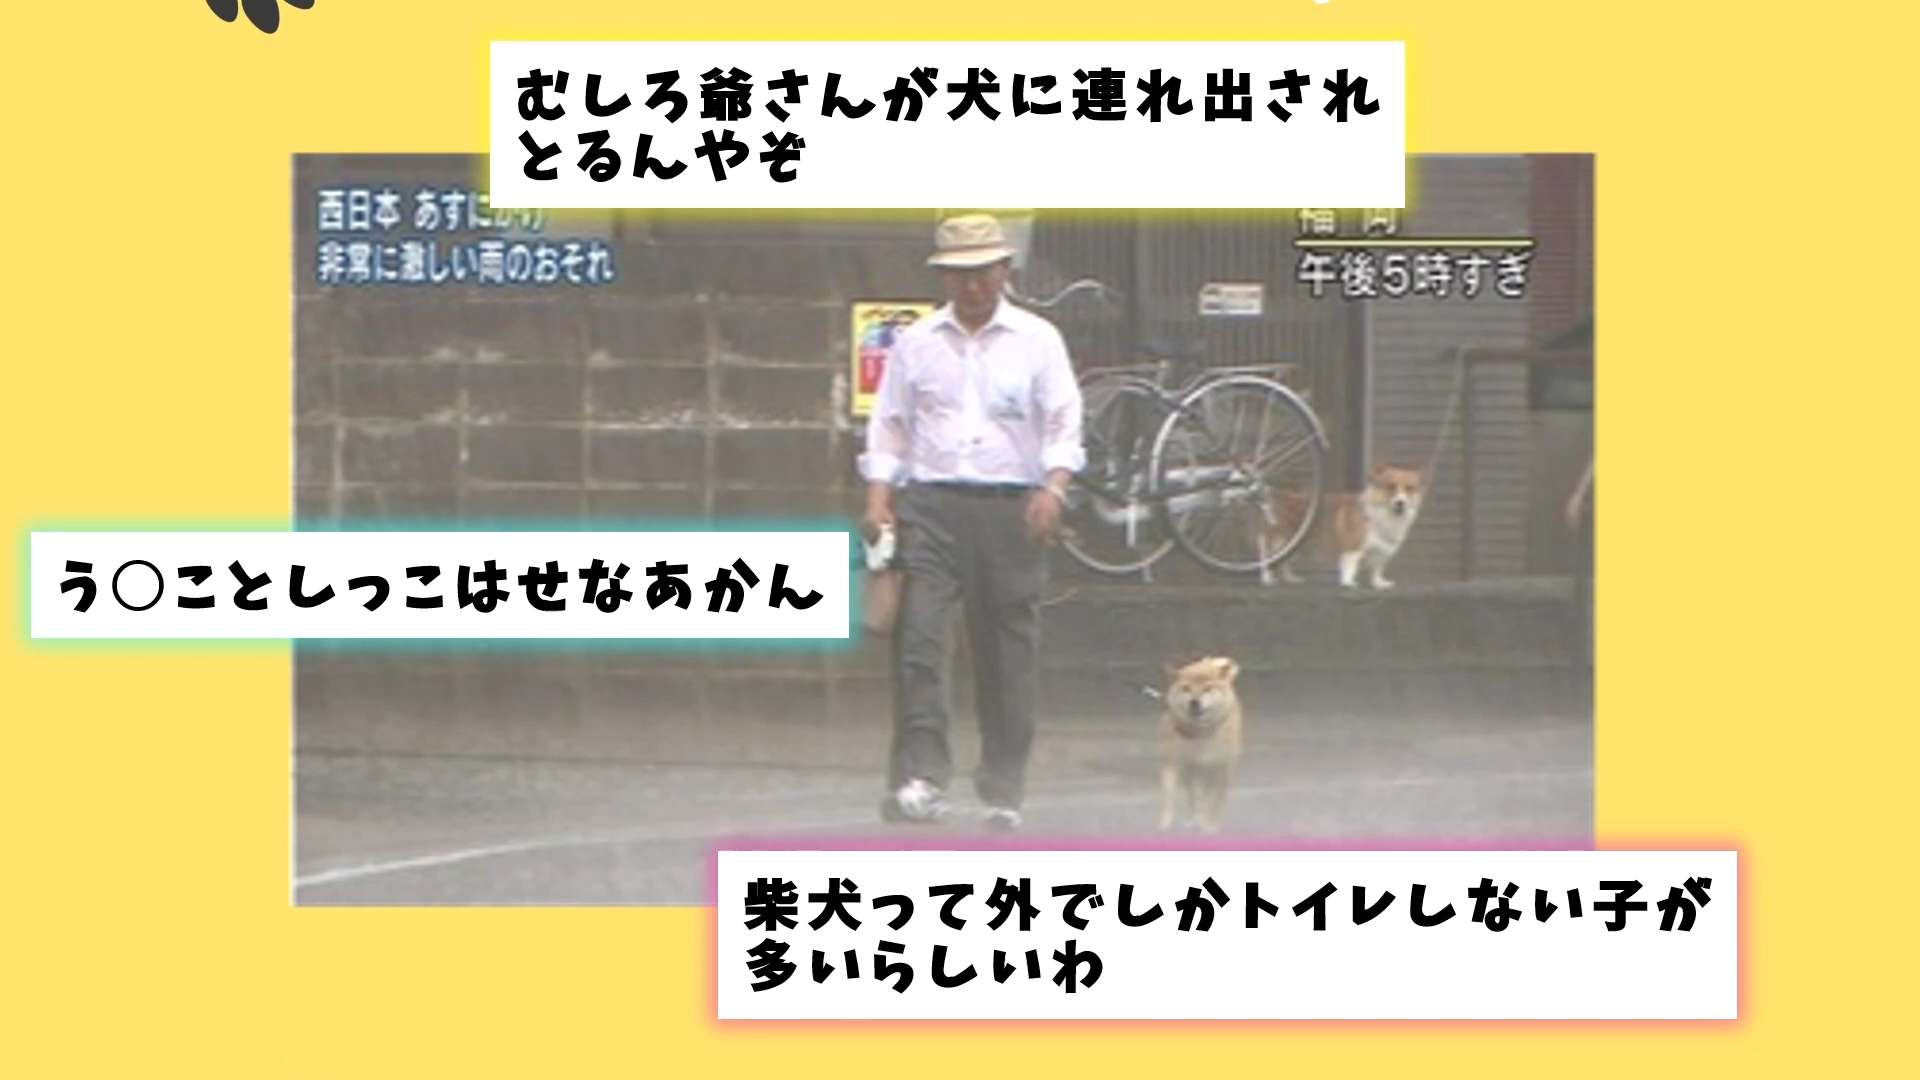 むしろ爺さんが犬に連れ出され
とるんやぞ
西日本 あすにかけ
非常に激しい雨のおそれ
福岡
午後5時すぎ
う○ことしっこはせなあかん
柴犬って外でしかトイレしない子が
多いらしいわ